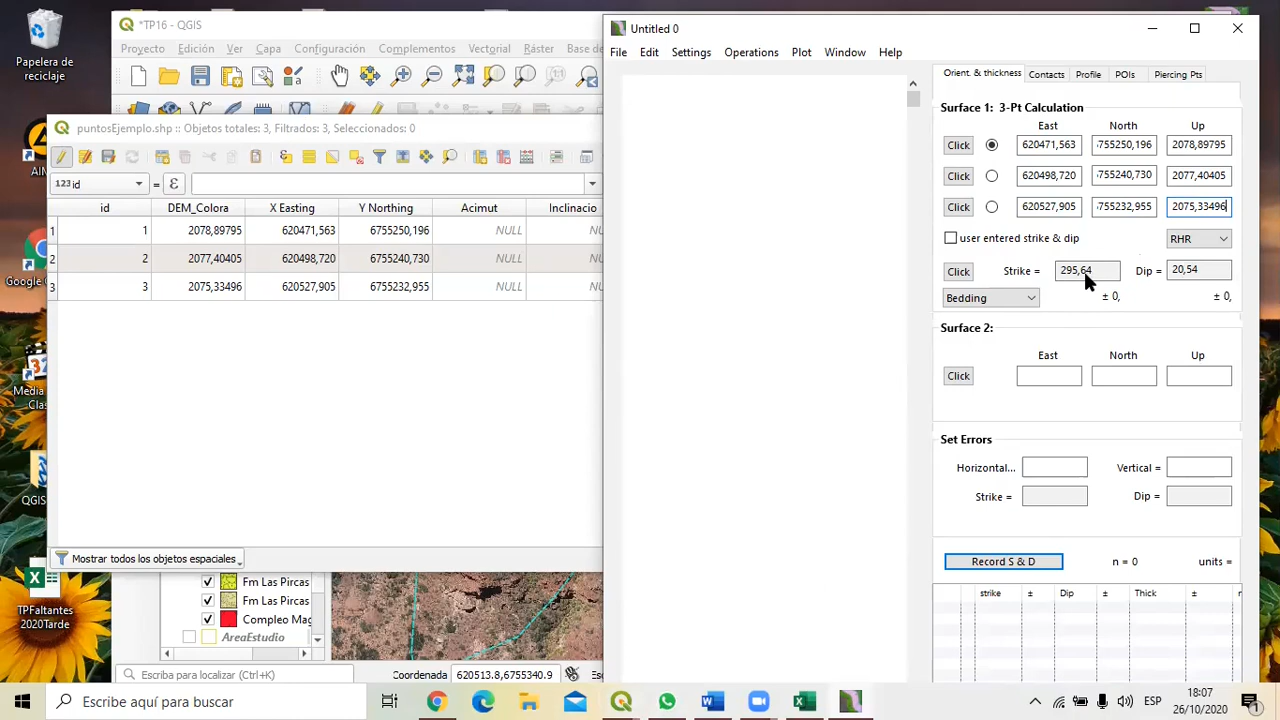 Papelera de
reciclaje
*TP16 - QGIS
Proyecto Edición Ver Capa Configuración Complementos Vectorial Ráster Base de
puntosEjemplo.shp :: Objetos totales: 3, Filtrados: 3, Seleccionados: 0
123 id = ε
id DEM_Colora X Easting Y Northing Acimut Inclinacio
1 1 2078,89795 620471,563 6755250,196 NULL NULL
2 2 2077,40405 620498,720 6755240,730 NULL NULL
3 3 2075,33496 620527,905 6755232,955 NULL NULL
Mostrar todos los objetos espaciales
Fm Las Pircas
Fm Las Pircas
Compleo Mag
AreaEstudio
Escriba para localizar (Ctrl+K) Coordenada 620513.8,6755340.9
Google
Media
Clas
QGIS
TPFaltantes
2020Tarde
Untitled 0
File Edit Settings Operations Plot Window Help
Orient. & thickness Contacts Profile POIs Piercing Pts
Surface 1: 3-Pt Calculation
East North Up
Click 620471,563 755250,196 2078,89795
Click 620498,720 755240,730 2077,40405
Click 620527,905 755232,955 2075,33496
user entered strike & dip RHR
Click Strike = 295,64 Dip = 20,54
Bedding ± 0, ± 0,
Surface 2:
East North Up
Click
Set Errors
Horizontal... Vertical =
Strike = Dip =
Record S & D n = 0 units =
strike ± Dip ± Thick ±
Escribe aquí para buscar
ESP
18:07
26/10/2020